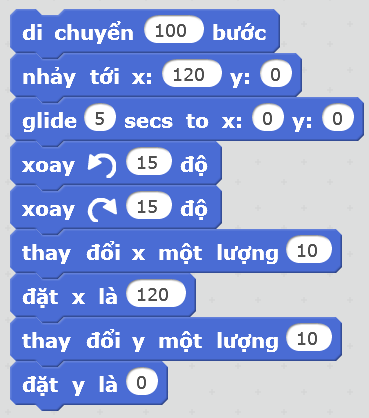 di chuyển 100 bước
nhảy tới x: 120 y: 0
glide 5 secs to x: 0 y: 0
xoay 15 độ
xoay 15 độ
thay đổi x một lượng 10
đặt x là 120
thay đổi y một lượng 10
đặt y là 0